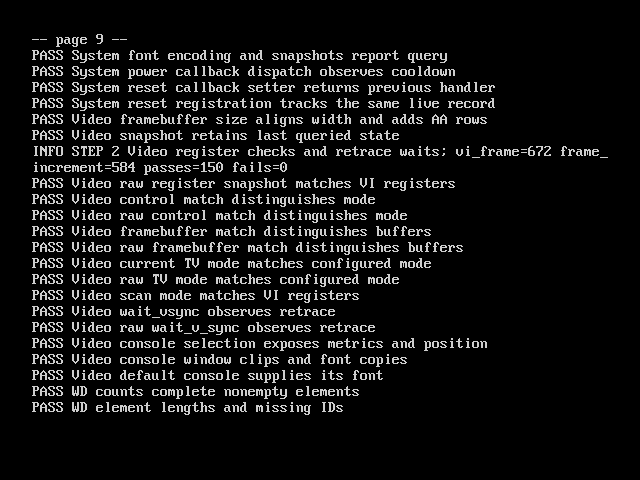 -- page 9 --
PASS System font encoding and snapshots report query
PASS System power callback dispatch observes cooldown
PASS System reset callback setter returns previous handler
PASS System reset registration tracks the same live record
PASS Video framebuffer size aligns width and adds AA rows
PASS Video snapshot retains last queried state
INFO STEP 2 Video register checks and retrace waits; vi_frame=672 frame_
increment=584 passes=150 fails=0
PASS Video raw register snapshot matches VI registers
PASS Video control match distinguishes mode
PASS Video raw control match distinguishes mode
PASS Video framebuffer match distinguishes buffers
PASS Video raw framebuffer match distinguishes buffers
PASS Video current TV mode matches configured mode
PASS Video raw TV mode matches configured mode
PASS Video scan mode matches VI registers
PASS Video wait_vsync observes retrace
PASS Video raw wait_v_sync observes retrace
PASS Video console selection exposes metrics and position
PASS Video console window clips and font copies
PASS Video default console supplies its font
PASS WD counts complete nonempty elements
PASS WD element lengths and missing IDs